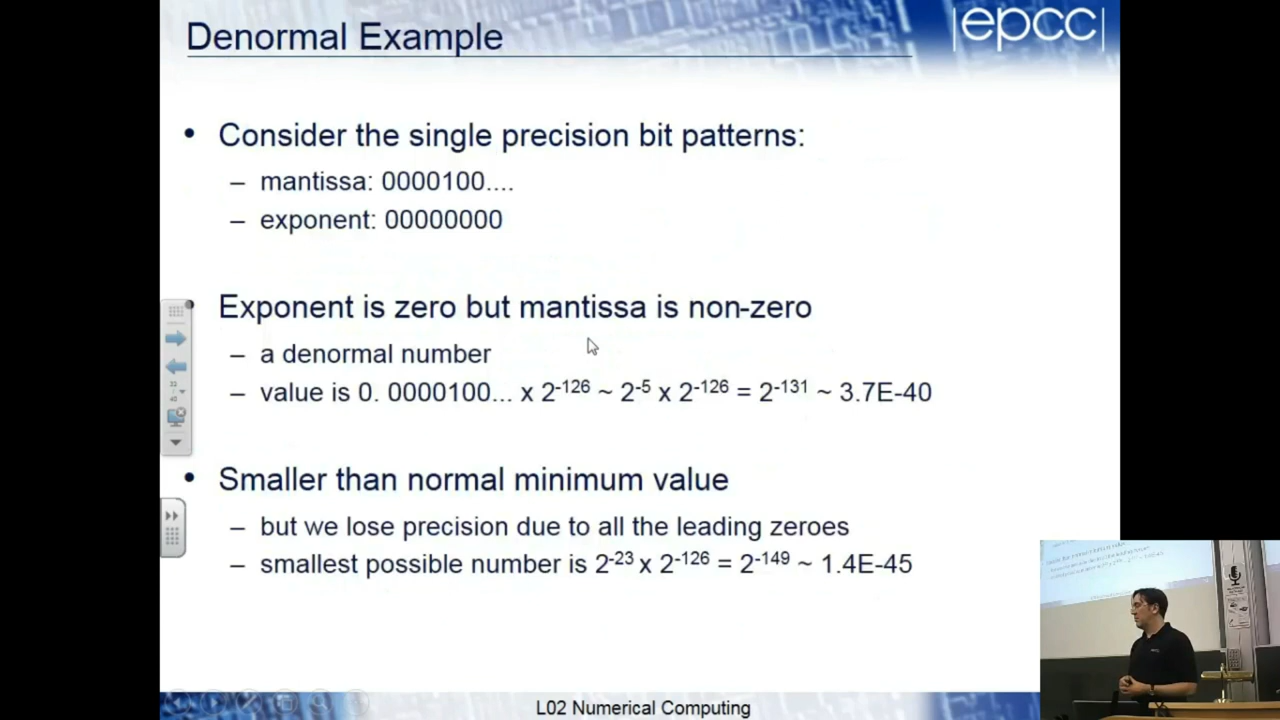 Denormal Example
|epcc|
• Consider the single precision bit patterns:
– mantissa: 0000100....
– exponent: 00000000
Exponent is zero but mantissa is non-zero
– a denormal number
– value is 0. 0000100... x 2⁻¹²⁶ ~ 2⁻⁵ x 2⁻¹²⁶ = 2⁻¹³¹ ~ 3.7E-40
• Smaller than normal minimum value
– but we lose precision due to all the leading zeroes
– smallest possible number is 2⁻²³ x 2⁻¹²⁶ = 2⁻¹⁴⁹ ~ 1.4E-45
L02 Numerical Computing